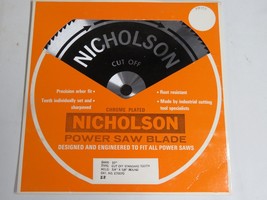 NICHOLSON
CUT OFF
• Precision arbor fit •
• Teeth individually set and sharpened
• Rust resistant
• Made by industrial cutting tool specialists
CHROME PLATED
NICHOLSON
POWER SAW BLADE
DESIGNED AND ENGINEERED TO FIT ALL POWER SAWS